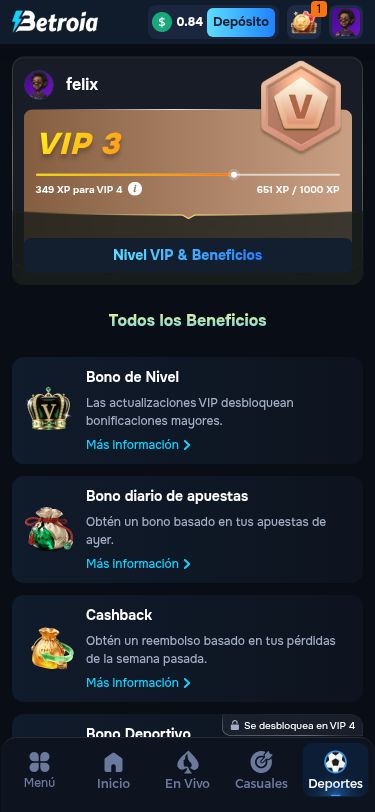 Betroia
$ 0.84 Depósito
1
felix
V
VIP 3
349 XP para VIP 4 i
651 XP / 1000 XP
Nivel VIP & Beneficios
Todos los Beneficios
V
Bono de Nivel
Las actualizaciones VIP desbloquean
bonificaciones mayores.
Más información
Bono diario de apuestas
Obtén un bono basado en tus apuestas de
ayer.
Más información
Cashback
Obtén un reembolso basado en tus pérdidas
de la semana pasada.
Más información
Se desbloquea en VIP 4
Bono Deportivo
Menú
Inicio
En Vivo
Casuales
Deportes